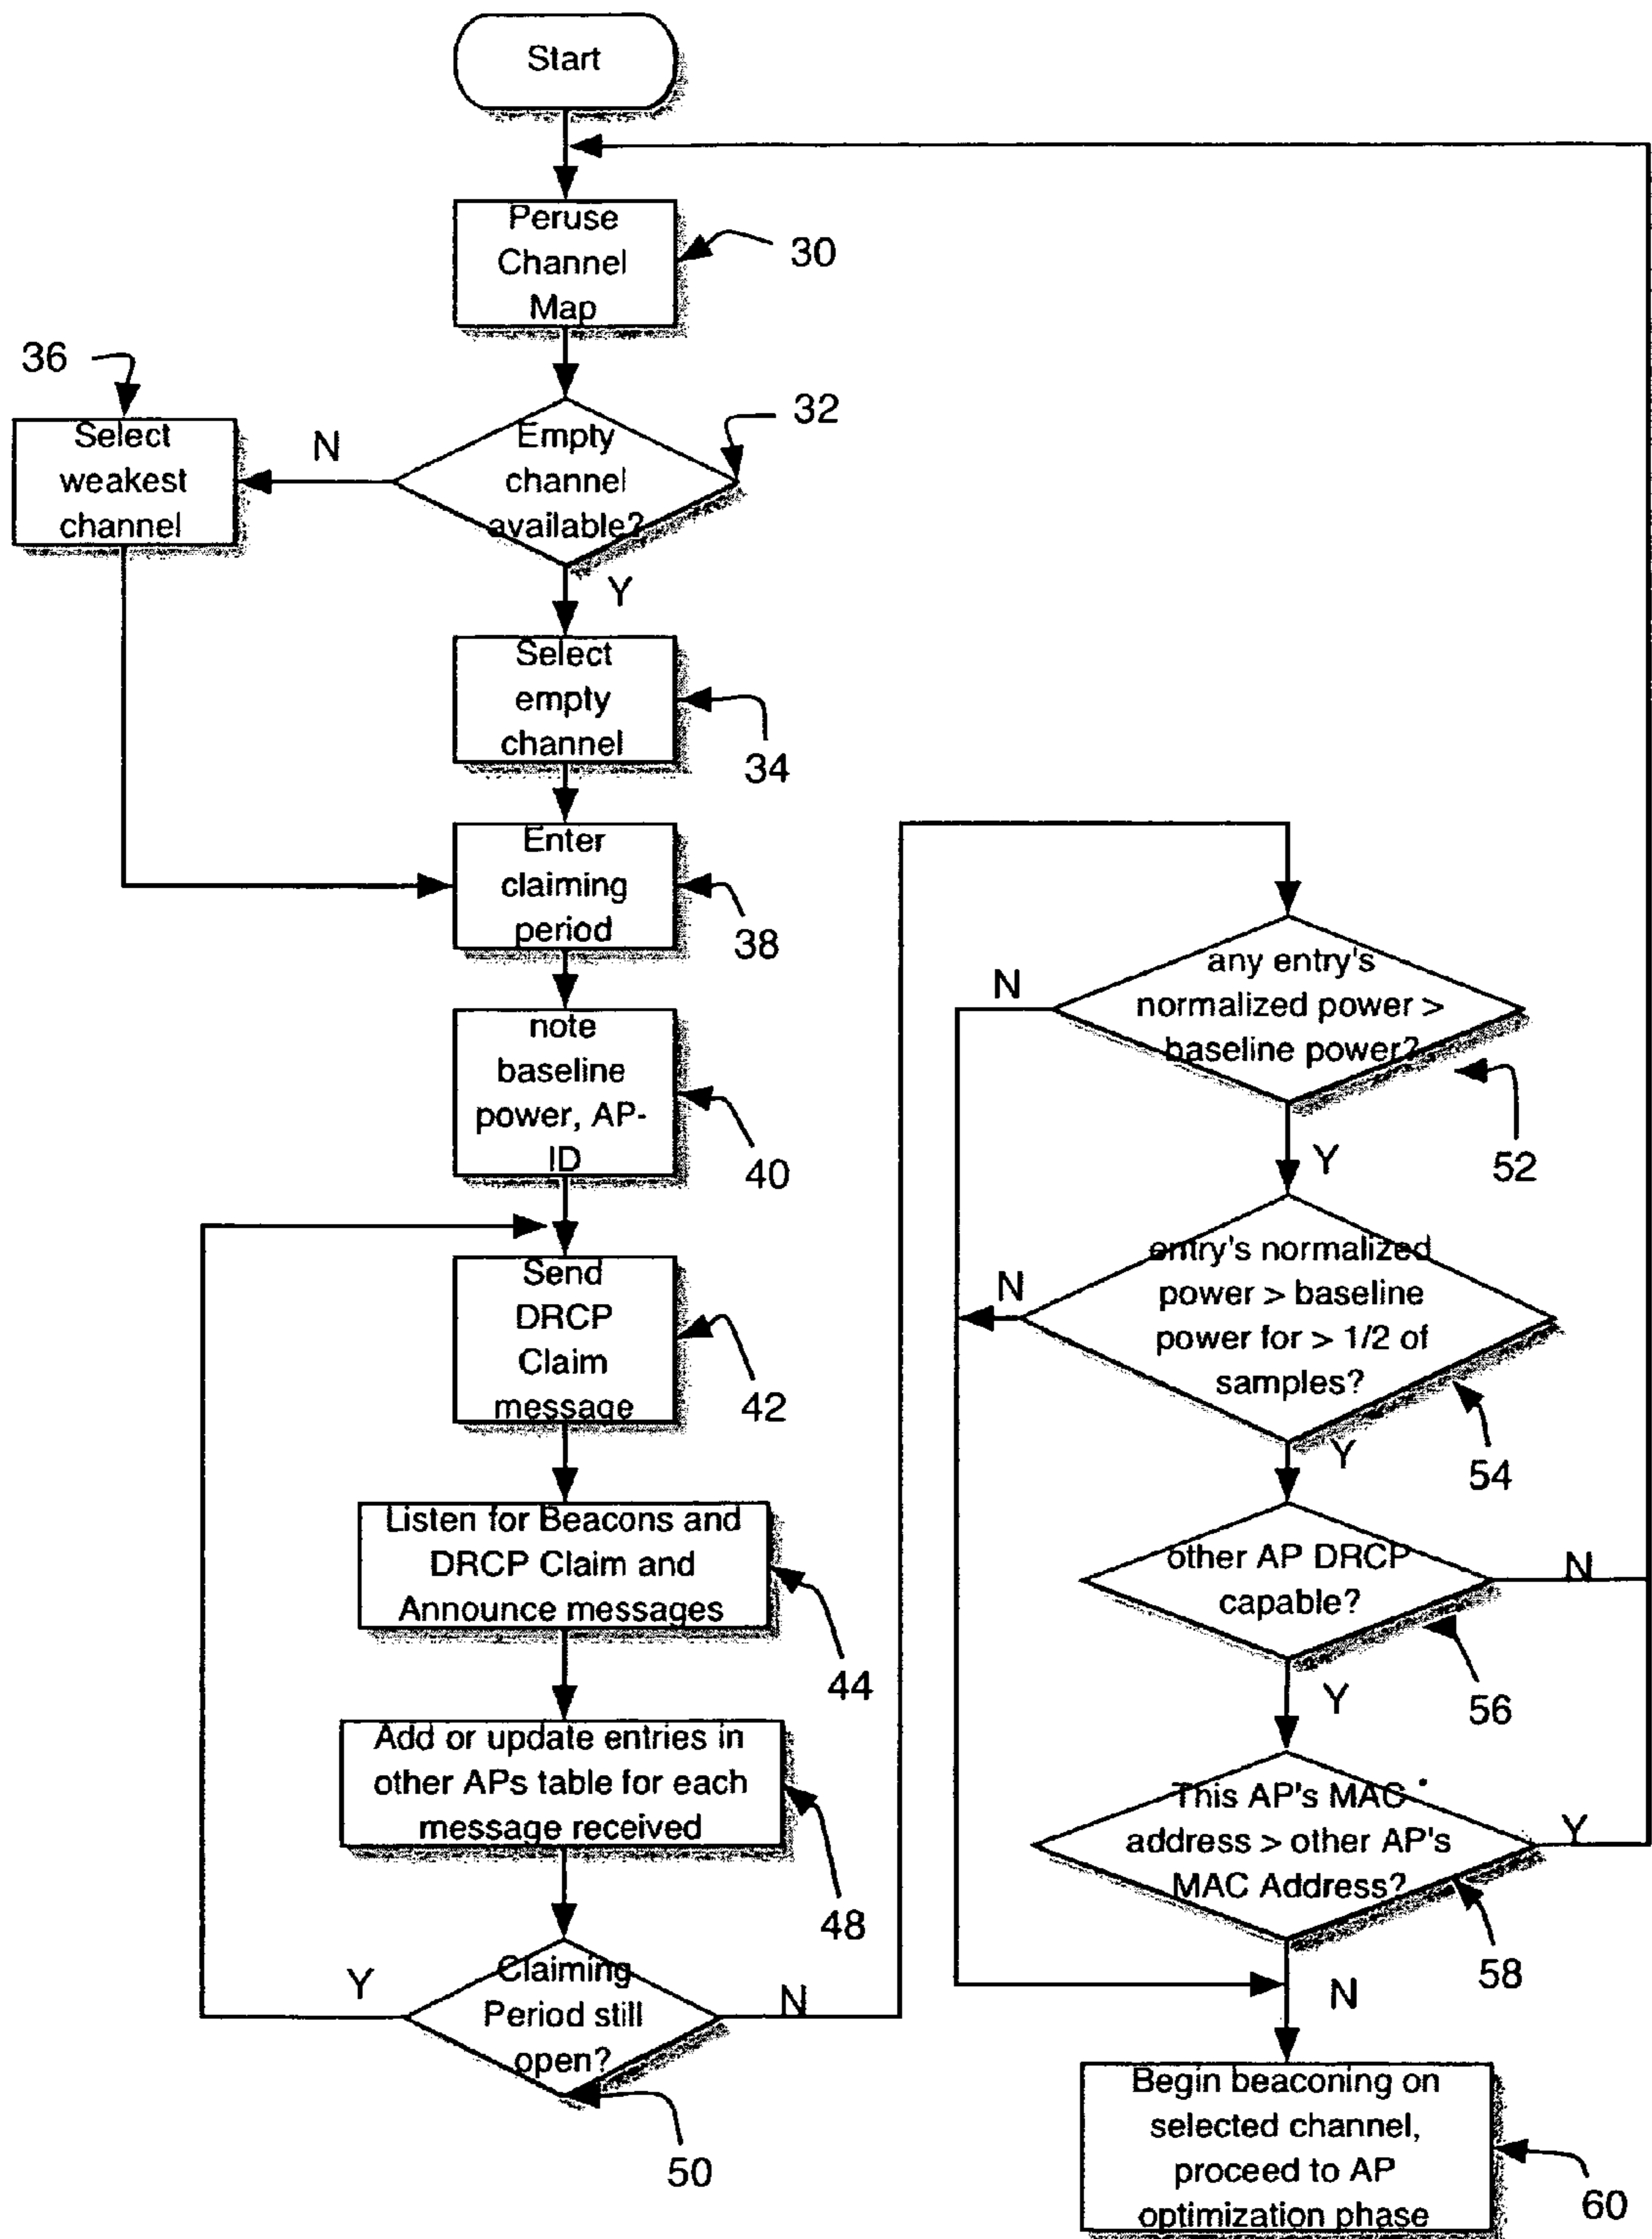 Start
Peruse
Channel
Map
30
36
Select
weakest
channel
N
Empty
channel
available?
32
Y
Select
empty
channel
34
Enter
claiming
period
38
note
baseline
power, AP-
ID
40
Send
DRCP
Claim
message
42
Listen for Beacons and
DRCP Claim and
Announce messages
44
Add or update entries in
other APs table for each
message received
48
Y
Claiming
Period still
open?
N
50
N
any entry's
normalized power >
baseline power?
52
Y
N
entry's normalized
power > baseline
power for > 1/2 of
samples?
54
Y
other AP DRCP
capable?
N
56
Y
This AP's MAC
address > other AP's
MAC Address?
Y
58
N
Begin beaconing on
selected channel,
proceed to AP
optimization phase
60